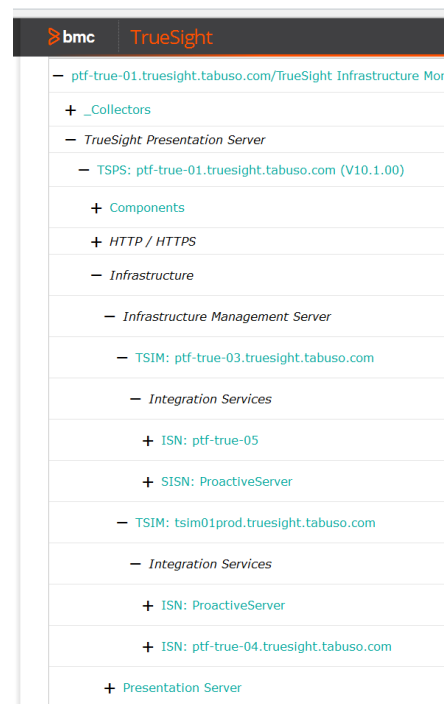 bmc TrueSight
ptf-true-01.truesight.tabuso.com/TrueSight Infrastructure Mor
_Collectors
TrueSight Presentation Server
TSPS: ptf-true-01.truesight.tabuso.com (V10.1.00)
Components
HTTP / HTTPS
Infrastructure
Infrastructure Management Server
TSIM: ptf-true-03.truesight.tabuso.com
Integration Services
ISN: ptf-true-05
SISN: ProactiveServer
TSIM: tsim01prod.truesight.tabuso.com
Integration Services
ISN: ProactiveServer
ISN: ptf-true-04.truesight.tabuso.com
Presentation Server